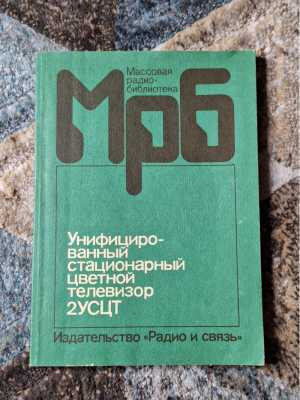 Массовая
радио-
библиотека
Мрб
Унифициро-
ванный
стационарный
цветной
телевизор
2УСЦТ
Издательство «Радио и связь»